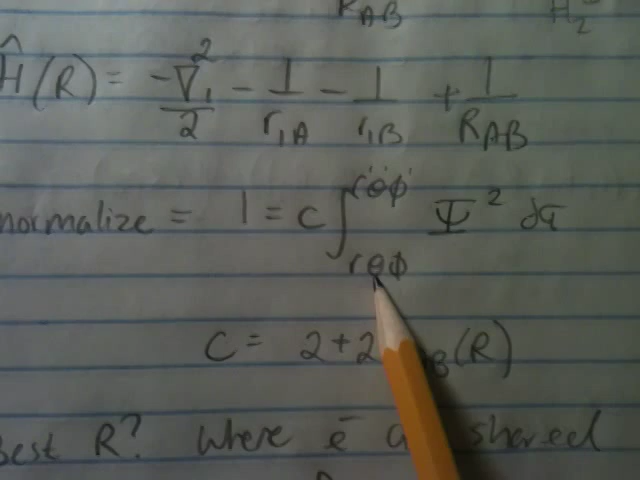 R_AB H_2
Ĥ(R) = -∇₁²/2 - 1/r_1A - 1/r_1B + 1/R_AB
normalize = 1 = c ∫_{rθφ}^{r'θ'φ'} Ψ² dτ
C = 2+2 B(R)
Best R? Where e⁻ shared